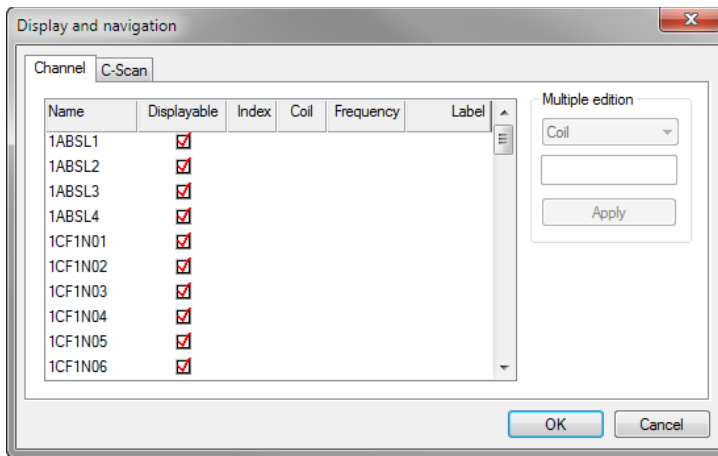 Display and navigation
Channel C-Scan
Name Displayable Index Coil Frequency Label
1ABSL1
1ABSL2
1ABSL3
1ABSL4
1CF1N01
1CF1N02
1CF1N03
1CF1N04
1CF1N05
1CF1N06
Multiple edition
Coil
Apply
OK Cancel